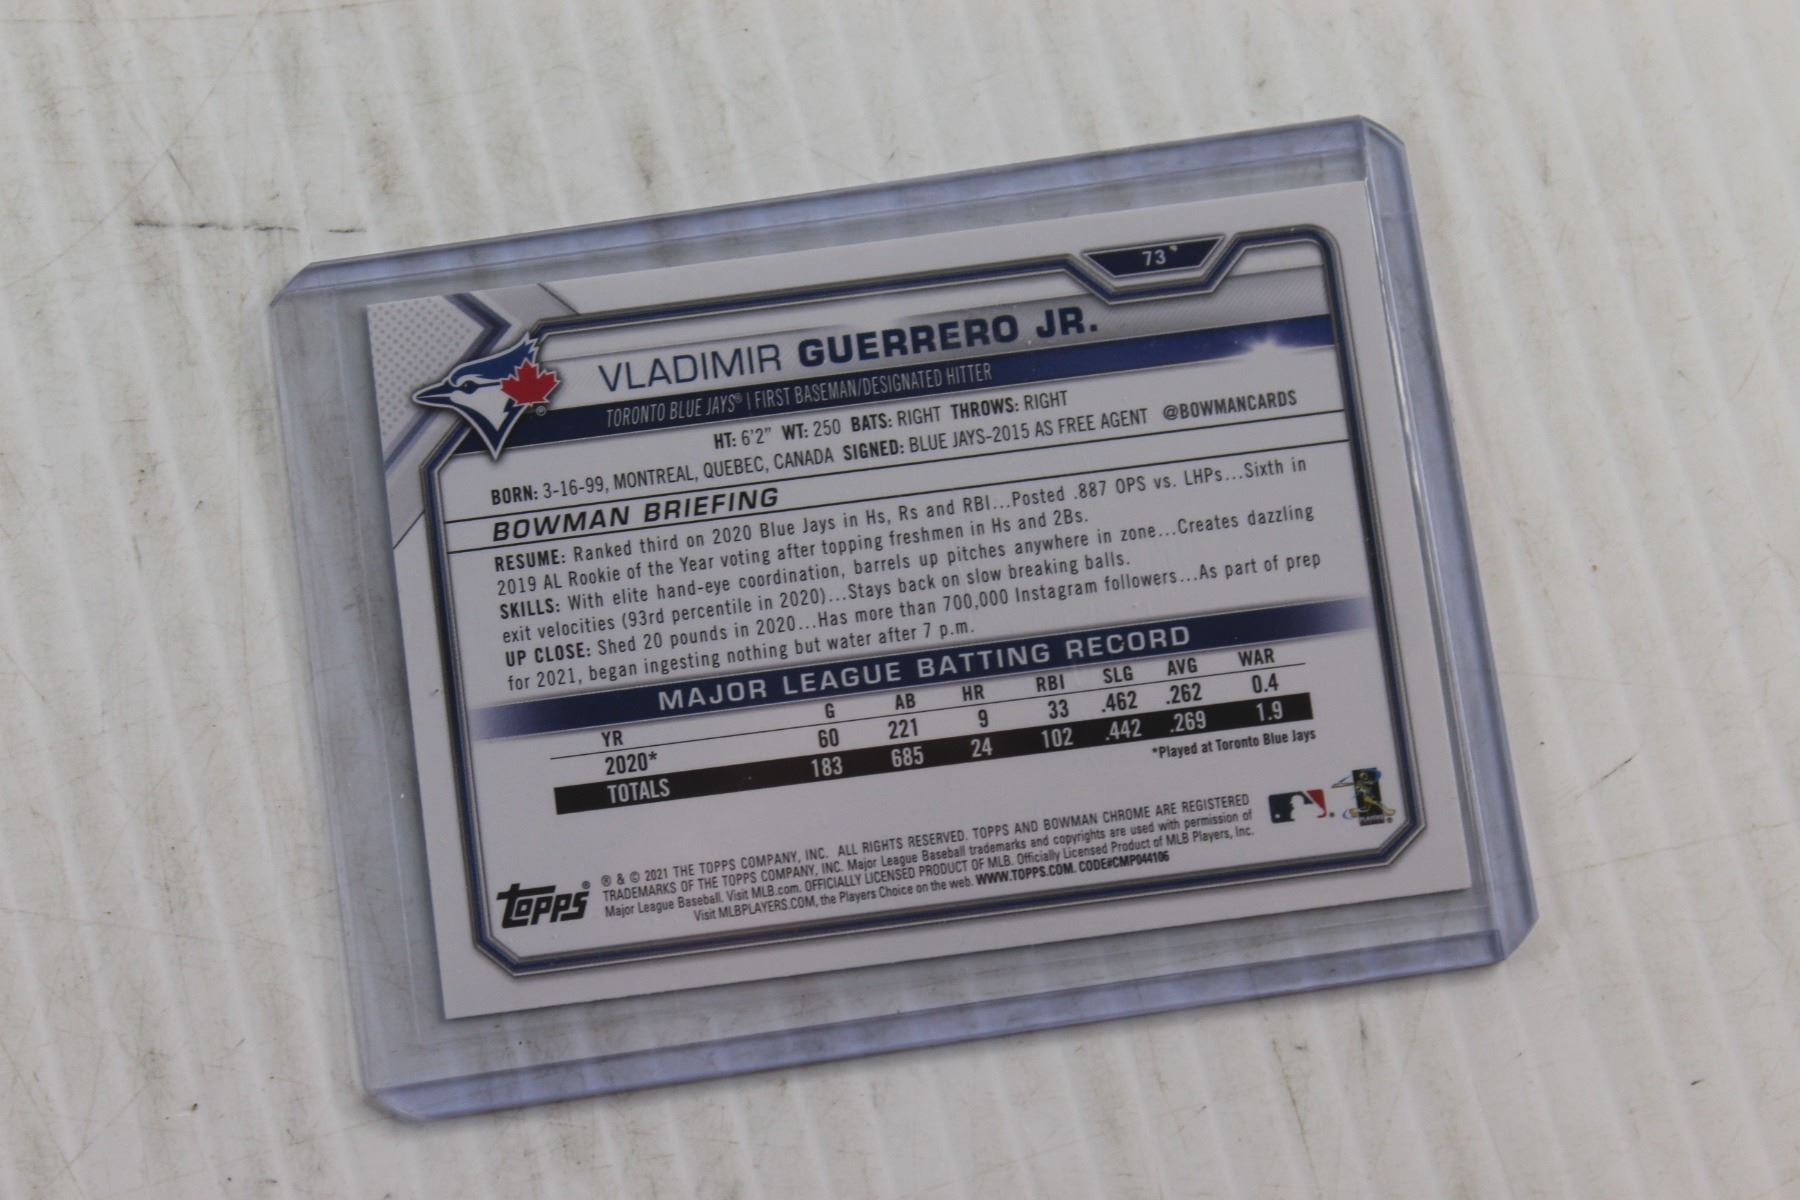 73
VLADIMIR GUERRERO JR.
TORONTO BLUE JAYS® | FIRST BASEMAN/DESIGNATED HITTER
HT: 6'2" WT: 250 BATS: RIGHT THROWS: RIGHT
BORN: 3-16-99, MONTREAL, QUEBEC, CANADA SIGNED: BLUE JAYS-2015 AS FREE AGENT @BOWMANCARDS
BOWMAN BRIEFING
RESUME: Ranked third on 2020 Blue Jays in Hs, Rs and RBI...Posted .887 OPS vs. LHPs...Sixth in
2019 AL Rookie of the Year voting after topping freshmen in Hs and 2Bs.
SKILLS: With elite hand-eye coordination, barrels up pitches anywhere in zone...Creates dazzling
exit velocities (93rd percentile in 2020)...Stays back on slow breaking balls.
UP CLOSE: Shed 20 pounds in 2020...Has more than 700,000 Instagram followers...As part of prep
for 2021, began ingesting nothing but water after 7 p.m.
MAJOR LEAGUE BATTING RECORD
YR G AB HR RBI SLG AVG WAR
2020* 60 221 9 33 .462 .262 0.4
TOTALS 183 685 24 102 .442 .269 1.9
*Played at Toronto Blue Jays
topps®
® & © 2021 THE TOPPS COMPANY, INC. ALL RIGHTS RESERVED. TOPPS AND BOWMAN CHROME ARE REGISTERED
TRADEMARKS OF THE TOPPS COMPANY, INC. Major League Baseball trademarks and copyrights are used with permission of
Major League Baseball. Visit MLB.com. OFFICIALLY LICENSED PRODUCT OF MLB. Officially Licensed Product of MLB Players, Inc.
Visit MLBPLAYERS.COM, the Players Choice on the web. WWW.TOPPS.COM. CODE#CMP044106